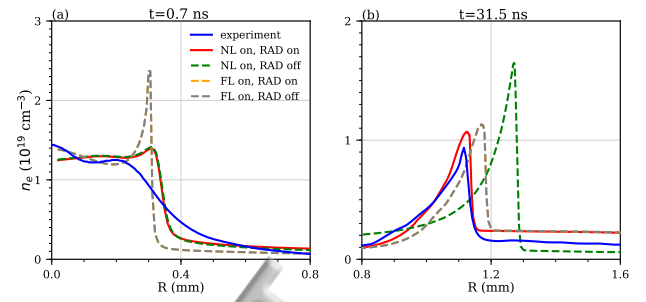 (a) t=0.7 ns
3
2
1
0
n_e (10^19 cm^−3)
experiment
NL on, RAD on
NL on, RAD off
FL on, RAD on
FL on, RAD off
0.0 0.4 0.8
R (mm)
(b) t=31.5 ns
2
1
0
0.8 1.2 1.6
R (mm)